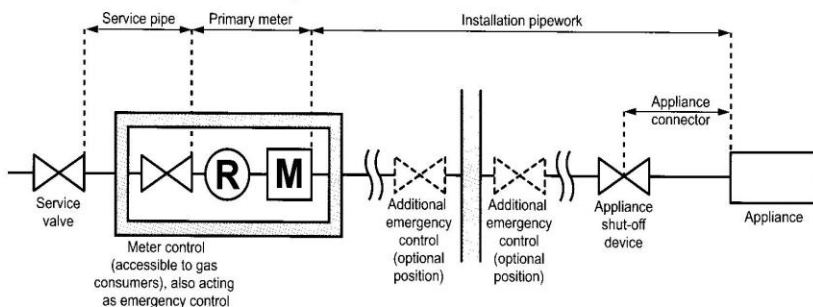 Service pipe
Primary meter
Installation pipework
Appliance
connector
R
M
Service
valve
Meter control
(accessible to gas
consumers), also acting
as emergency control
Additional
emergency
control
(optional
position)
Additional
emergency
control
(optional
position)
Appliance
shut-off
device
Appliance